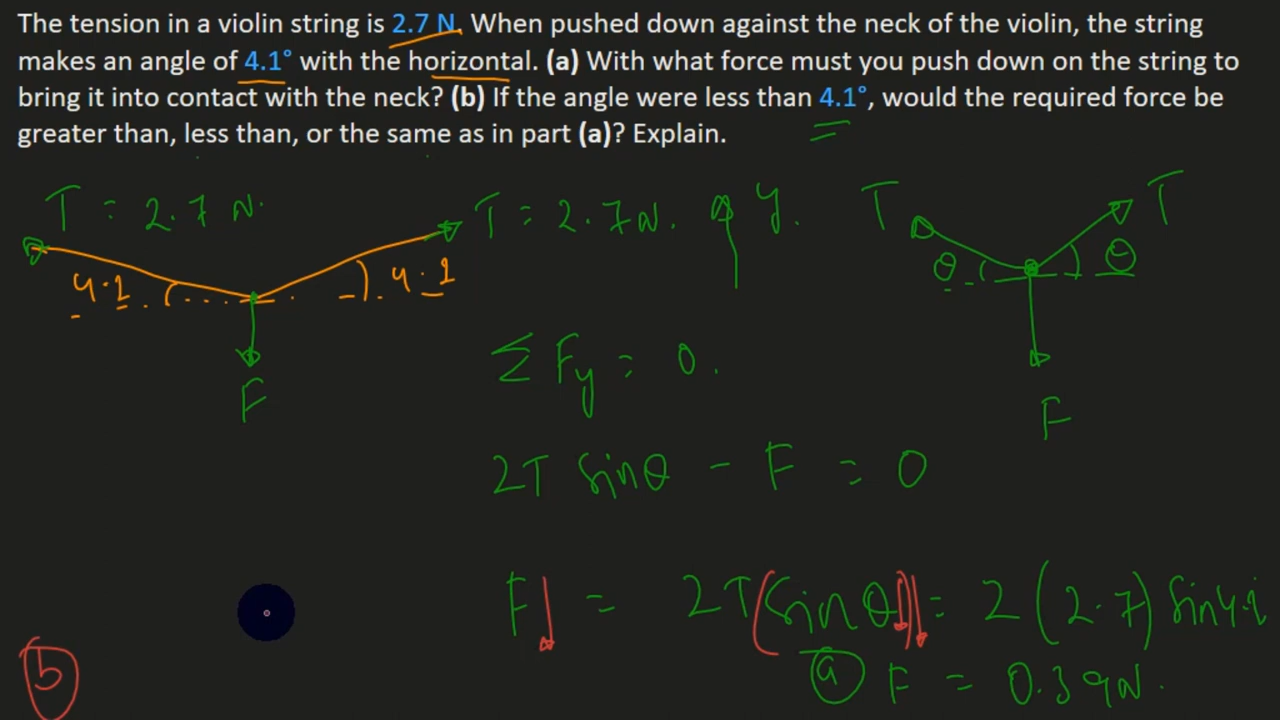 The tension in a violin string is 2.7 N. When pushed down against the neck of the violin, the string
makes an angle of 4.1° with the horizontal. (a) With what force must you push down on the string to
bring it into contact with the neck? (b) If the angle were less than 4.1°, would the required force be
greater than, less than, or the same as in part (a)? Explain.
T = 2.7 N. T = 2.7 N. y. T T
4.1 4.1 θ θ
F
Σ Fy = 0.
F
2T sinθ - F = 0
F = 2T (sinθ) = 2 (2.7) sin4.1
b
a F = 0.39N.